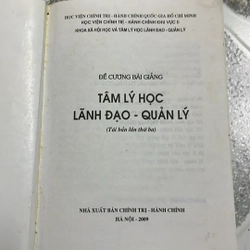 HỌC VIỆN CHÍNH TRỊ - HÀNH CHÍNH QUỐC GIA HỒ CHÍ MINH
HỌC VIỆN CHÍNH TRỊ - HÀNH CHÍNH KHU VỰC II
KHOA XÃ HỘI HỌC VÀ TÂM LÝ HỌC LÃNH ĐẠO - QUẢN LÝ
ĐỀ CƯƠNG BÀI GIẢNG
TÂM LÝ HỌC
LÃNH ĐẠO - QUẢN LÝ
(Tái bản lần thứ ba)
NHÀ XUẤT BẢN CHÍNH TRỊ - HÀNH CHÍNH
HÀ NỘI - 2009